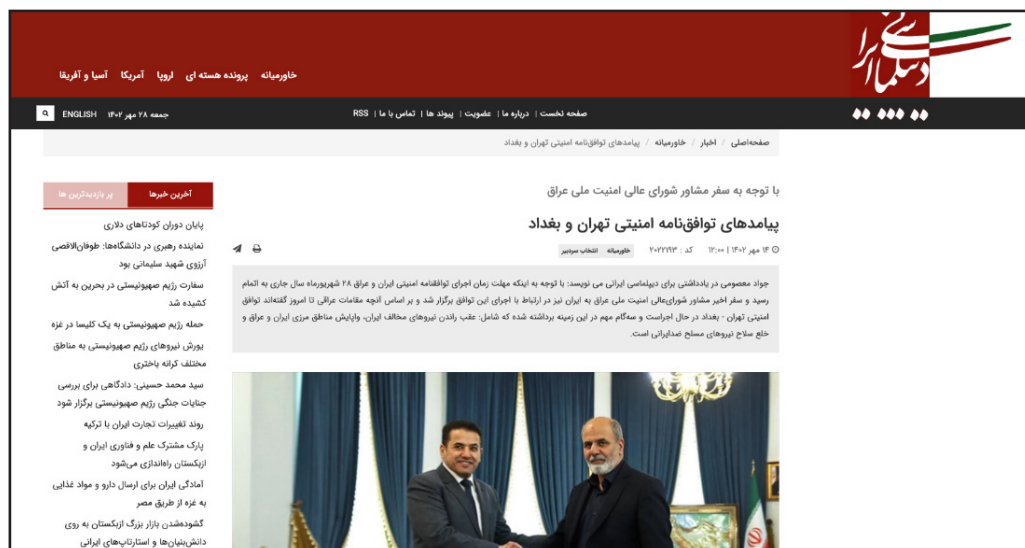 دیپلماسی ایرانی
خاورمیانه پرونده هسته ای اروپا آمریکا آسیا و آفریقا
صفحه نخست | درباره ما | عضویت | پیوند ها | تماس با ما | RSS
جمعه ۲۸ مهر ۱۴۰۲ ENGLISH
صفحه‌اصلی / اخبار / خاورمیانه / پیامدهای توافق‌نامه امنیتی تهران و بغداد
با توجه به سفر مشاور شورای عالی امنیت ملی عراق
پیامدهای توافق‌نامه امنیتی تهران و بغداد
۱۴ مهر ۱۴۰۲ | ۱۲:۰۰ کد : ۲۰۲۲۱۹۳ خاورمیانه انتخاب سردبیر
جواد معصومی در یادداشتی برای دیپلماسی ایرانی می نویسد: با توجه به اینکه مهلت زمان اجرای توافقنامه امنیتی ایران و عراق ۲۸ شهریورماه سال جاری به اتمام
رسید و سفر اخیر مشاور شورای‌عالی امنیت ملی عراق به ایران نیز در ارتباط با اجرای این توافق برگزار شد و بر اساس آنچه مقامات عراقی تا امروز گفته‌اند توافق
امنیتی تهران - بغداد در حال اجراست و سه‌گام مهم در این زمینه برداشته شده که شامل: عقب راندن نیروهای مخالف ایران، واپایش مناطق مرزی ایران و عراق و
خلع سلاح نیروهای مسلح ضدایرانی است.
آخرین خبرها پر بازدیدترین ها
پایان دوران کودتاهای دلاری
نماینده رهبری در دانشگاه‌ها: طوفان‌الاقصی
آرزوی شهید سلیمانی بود
سفارت رژیم صهیونیستی در بحرین به آتش
کشیده شد
حمله رژیم صهیونیستی به یک کلیسا در غزه
یورش نیروهای رژیم صهیونیستی به مناطق
مختلف کرانه باختری
سید محمد حسینی: دادگاهی برای بررسی
جنایات جنگی رژیم صهیونیستی برگزار شود
روند تغییرات تجارت ایران با ترکیه
پارک مشترک علم و فناوری ایران و
ازبکستان راه‌اندازی می‌شود
آمادگی ایران برای ارسال دارو و مواد غذایی
به غزه از طریق مصر
گشوده‌شدن بازار بزرگ ازبکستان به روی
دانش‌بنیان‌ها و استارتاپ‌های ایرانی